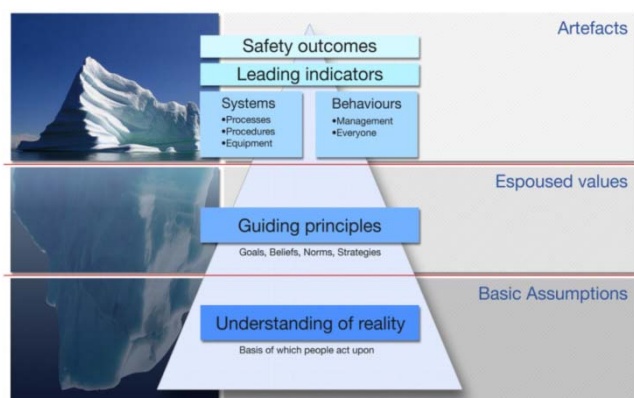 Artefacts
Safety outcomes
Leading indicators
Systems
•Processes
•Procedures
•Equipment
Behaviours
•Management
•Everyone
Espoused values
Guiding principles
Goals, Beliefs, Norms, Strategies
Basic Assumptions
Understanding of reality
Basis of which people act upon